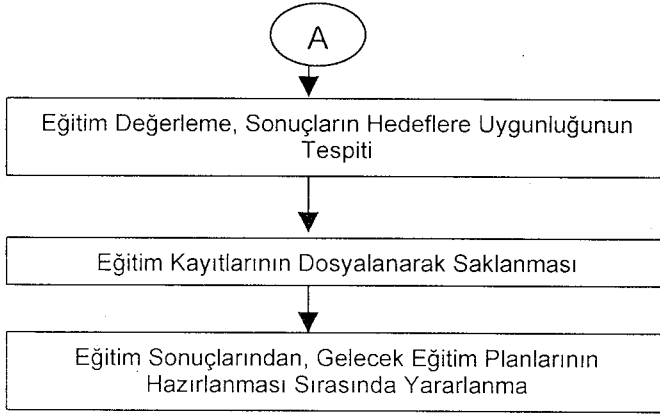 A
Eğitim Değerleme, Sonuçların Hedeflere Uygunluğunun
Tespiti
Eğitim Kayıtlarının Dosyalanarak Saklanması
Eğitim Sonuçlarından, Gelecek Eğitim Planlarının
Hazırlanması Sırasında Yararlanma